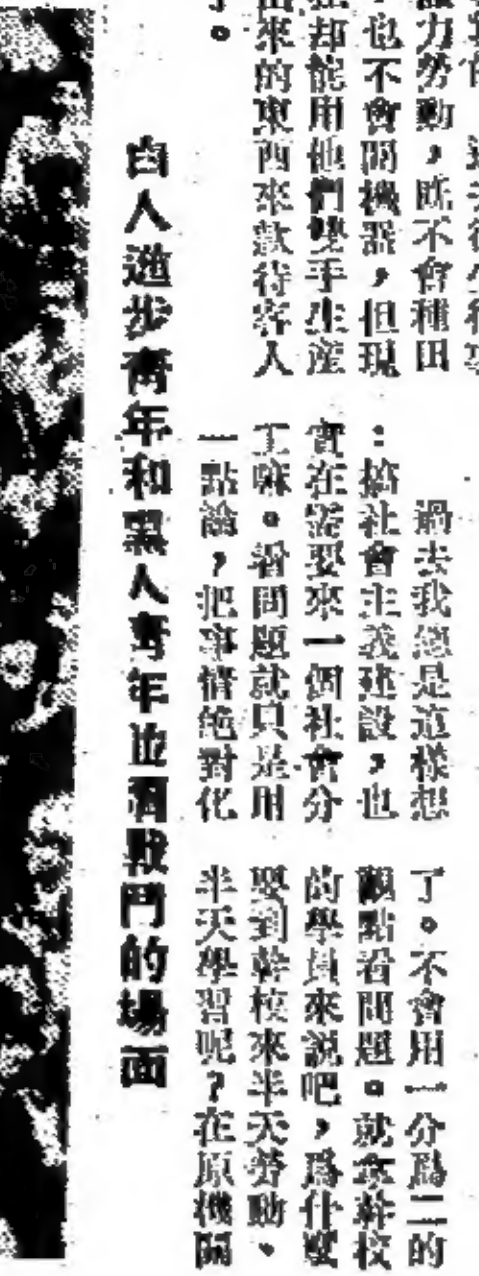 力勞動，既不會種田
，也不會開機器，但現
却能用他們雙手生産
出來的東西來款待客人
了。
過去我總是這樣想
：搞社會主義建設，也
實在需要來一個社會分
工嘛。看問題就只是用
一點論，把事情絶對化
了。不會用一分爲二的
觀點看問題。就拿幹校
的學員來説吧，爲什麼
要到幹校來半天勞動、
半天學習呢？在原機關
白人進步青年和黑人青年並肩戰鬥的場面